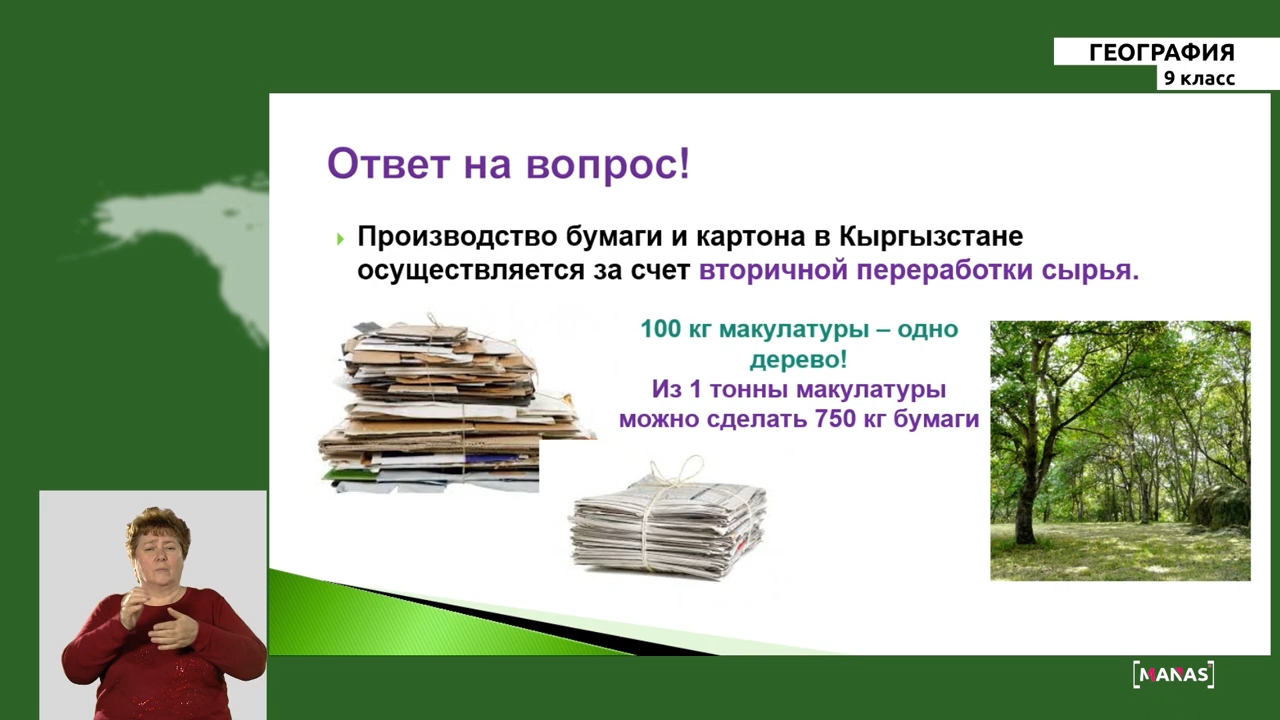 ГЕОГРАФИЯ
9 класс
Ответ на вопрос!
Производство бумаги и картона в Кыргызстане
осуществляется за счет вторичной переработки сырья.
100 кг макулатуры – одно
дерево!
Из 1 тонны макулатуры
можно сделать 750 кг бумаги
[MANAS]